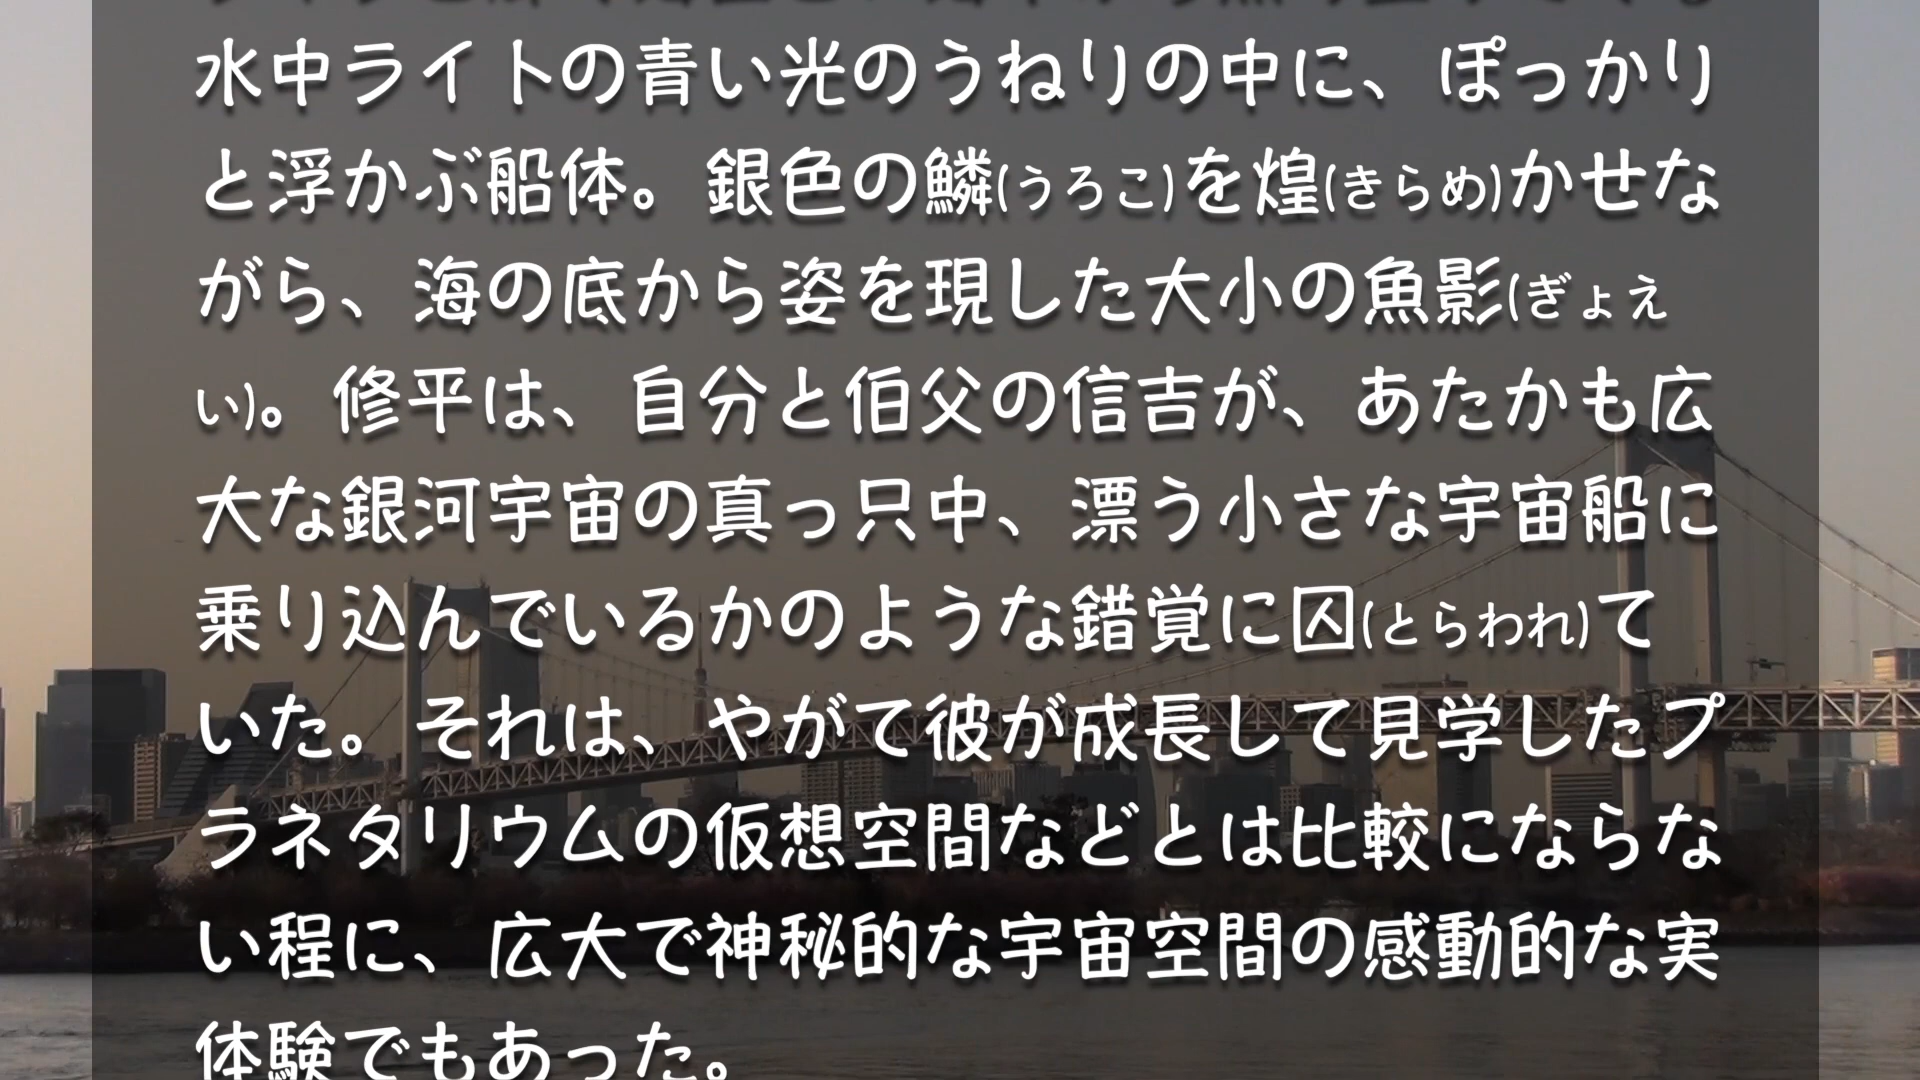 水中ライトの青い光のうねりの中に、ぽっかり
と浮かぶ船体。銀色の鱗(うろこ)を煌(きらめ)かせな
がら、海の底から姿を現した大小の魚影(ぎょえ
い)。修平は、自分と伯父の信吉が、あたかも広
大な銀河宇宙の真っ只中、漂う小さな宇宙船に
乗り込んでいるかのような錯覚に囚(とらわれ)て
いた。それは、やがて彼が成長して見学したプ
ラネタリウムの仮想空間などとは比較にならな
い程に、広大で神秘的な宇宙空間の感動的な実
体験でもあった。